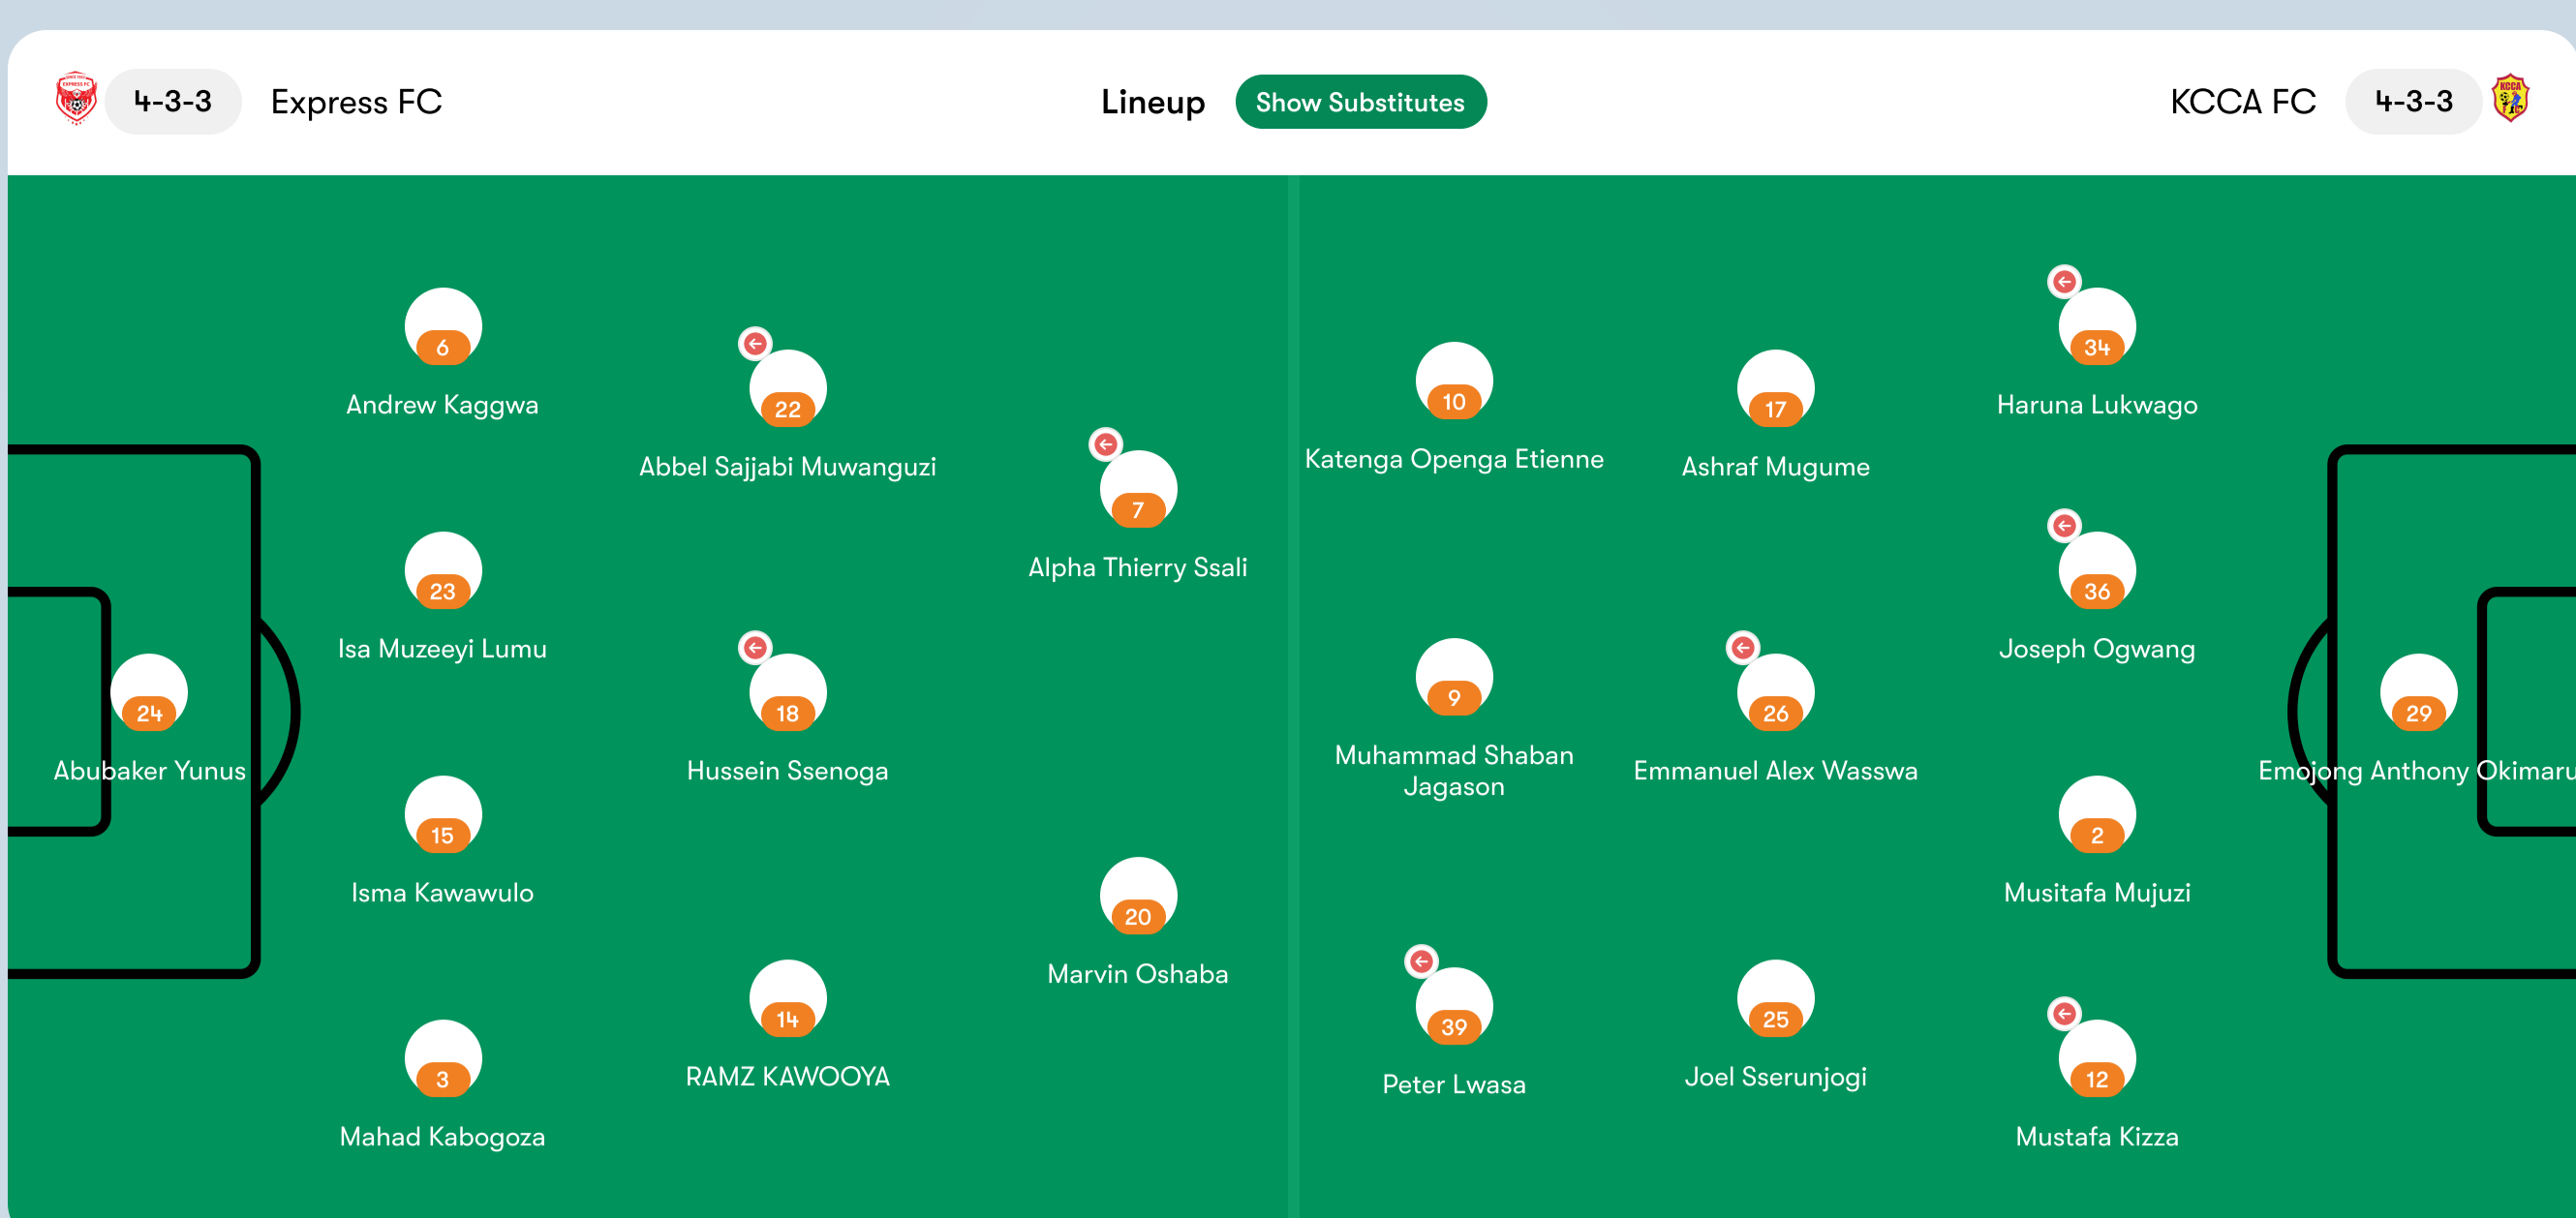 4-3-3
Express FC
Lineup
Show Substitutes
KCCA FC
4-3-3
EXPRESS FC
KCCA
6
Andrew Kaggwa
23
Isa Muzeeyi Lumu
24
Abubaker Yunus
15
Isma Kawawulo
3
Mahad Kabogoza
22
Abbel Sajjabi Muwanguzi
18
Hussein Ssenoga
14
RAMZ KAWOOYA
7
Alpha Thierry Ssali
20
Marvin Oshaba
10
Katenga Openga Etienne
9
Muhammad Shaban
Jagason
39
Peter Lwasa
17
Ashraf Mugume
26
Emmanuel Alex Wasswa
25
Joel Sserunjogi
34
Haruna Lukwago
36
Joseph Ogwang
2
Musitafa Mujuzi
12
Mustafa Kizza
29
Emojong Anthony Okimaru